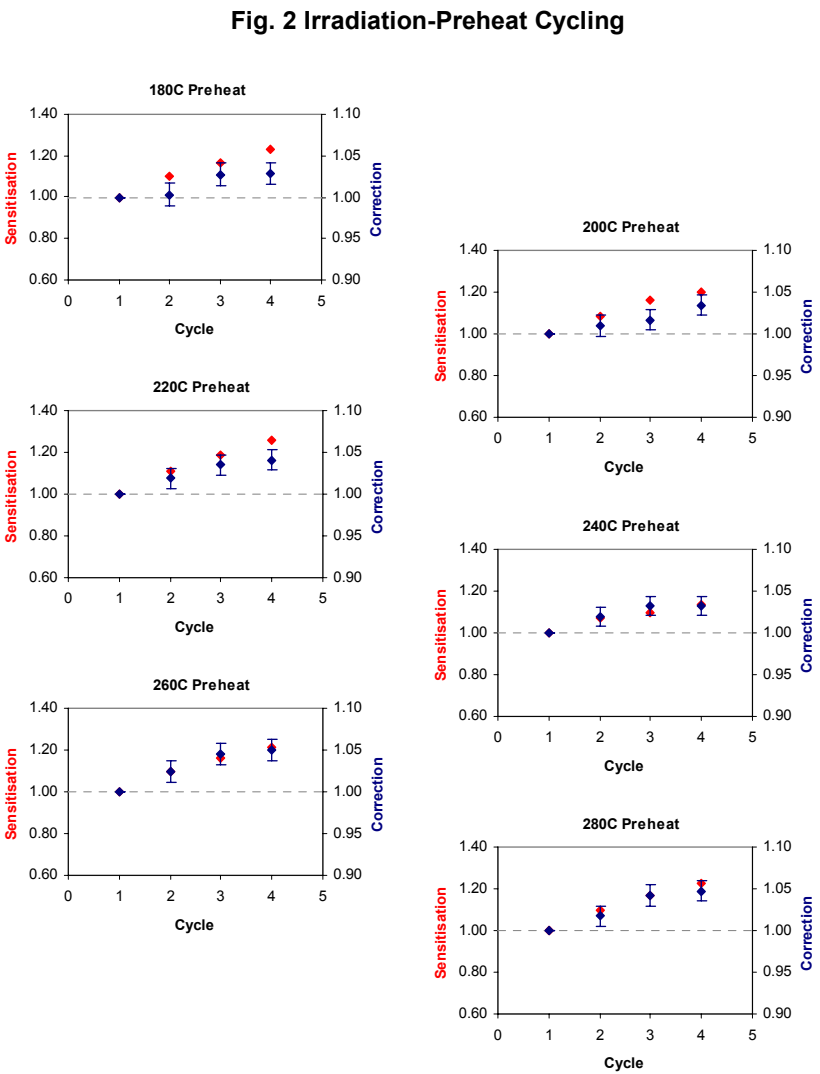 Fig. 2 Irradiation-Preheat Cycling
180C Preheat
1.40 1.10
1.20 1.05
1.00 1.00
0.80 0.95
0.60 0.90
0 1 2 3 4 5
Cycle
Sensitisation
Correction
200C Preheat
1.40 1.10
1.20 1.05
1.00 1.00
0.80 0.95
0.60 0.90
0 1 2 3 4 5
Cycle
Sensitisation
Correction
220C Preheat
1.40 1.10
1.20 1.05
1.00 1.00
0.80 0.95
0.60 0.90
0 1 2 3 4 5
Cycle
Sensitisation
Correction
240C Preheat
1.40 1.10
1.20 1.05
1.00 1.00
0.80 0.95
0.60 0.90
0 1 2 3 4 5
Cycle
Sensitisation
Correction
260C Preheat
1.40 1.10
1.20 1.05
1.00 1.00
0.80 0.95
0.60 0.90
0 1 2 3 4 5
Cycle
Sensitisation
Correction
280C Preheat
1.40 1.10
1.20 1.05
1.00 1.00
0.80 0.95
0.60 0.90
0 1 2 3 4 5
Cycle
Sensitisation
Correction